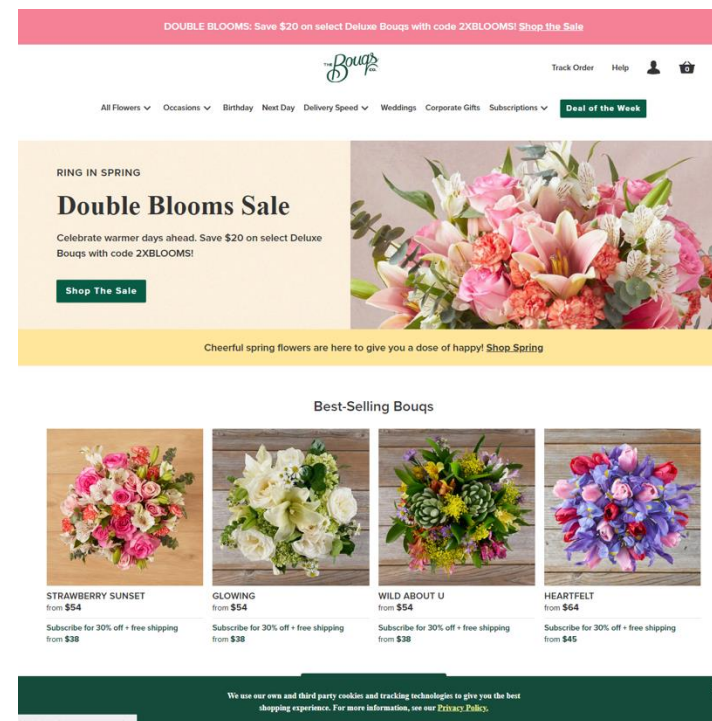 DOUBLE BLOOMS: Save $20 on select Deluxe Bouqs with code 2XBLOOMS! Shop the Sale
THE Bouqs CO.
Track Order Help 0
All Flowers Occasions Birthday Next Day Delivery Speed Weddings Corporate Gifts Subscriptions Deal of the Week
RING IN SPRING
Double Blooms Sale
Celebrate warmer days ahead. Save $20 on select Deluxe
Bouqs with code 2XBLOOMS!
Shop The Sale
Cheerful spring flowers are here to give you a dose of happy! Shop Spring
Best-Selling Bouqs
STRAWBERRY SUNSET GLOWING WILD ABOUT U HEARTFELT
from $54 from $54 from $54 from $64
Subscribe for 30% off + free shipping Subscribe for 30% off + free shipping Subscribe for 30% off + free shipping Subscribe for 30% off + free shipping
from $38 from $38 from $38 from $45
We use our own and third party cookies and tracking technologies to give you the best
shopping experience. For more information, see our Privacy Policy.